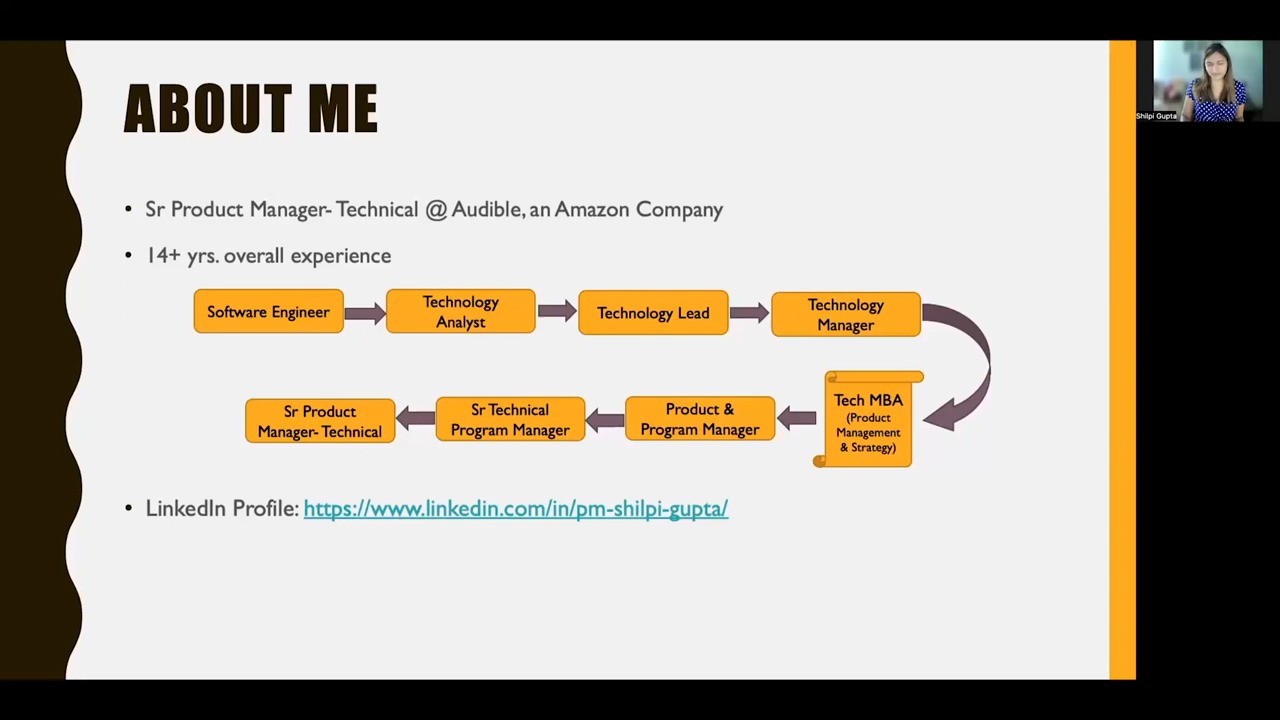 ABOUT ME
Shilpi Gupta
• Sr Product Manager- Technical @ Audible, an Amazon Company
• 14+ yrs. overall experience
Software Engineer
Technology
Analyst
Technology Lead
Technology
Manager
Tech MBA
(Product
Management
& Strategy)
Product &
Program Manager
Sr Technical
Program Manager
Sr Product
Manager- Technical
• LinkedIn Profile: https://www.linkedin.com/in/pm-shilpi-gupta/